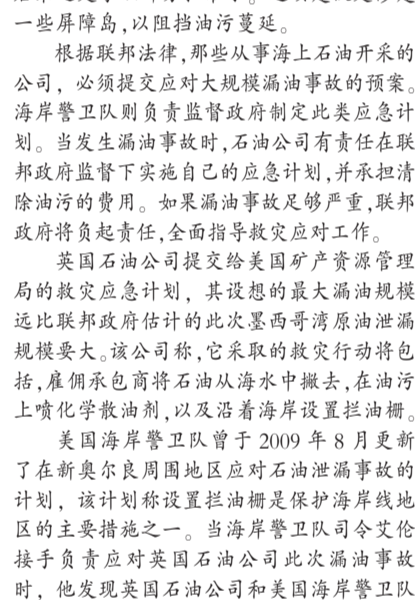 一些屏障岛,以阻挡油污蔓延。
根据联邦法律,那些从事海上石油开采的
公司，必须提交应对大规模漏油事故的预案。
海岸警卫队则负责监督政府制定此类应急计
划。当发生漏油事故时,石油公司有责任在联
邦政府监督下实施自己的应急计划,并承担清
除油污的费用。如果漏油事故足够严重,联邦
政府将负起责任,全面指导救灾应对工作。
英国石油公司提交给美国矿产资源管理
局的救灾应急计划，其设想的最大漏油规模
远比联邦政府估计的此次墨西哥湾原油泄漏
规模要大。该公司称,它采取的救灾行动将包
括,雇佣承包商将石油从海水中撇去,在油污
上喷化学散油剂,以及沿着海岸设置拦油栅。
美国海岸警卫队曾于 2009 年 8 月更新
了在新奥尔良周围地区应对石油泄漏事故的
计划，该计划称设置拦油栅是保护海岸线地
区的主要措施之一。当海岸警卫队司令艾伦
接手负责应对英国石油公司此次漏油事故
时，他发现英国石油公司和美国海岸警卫队